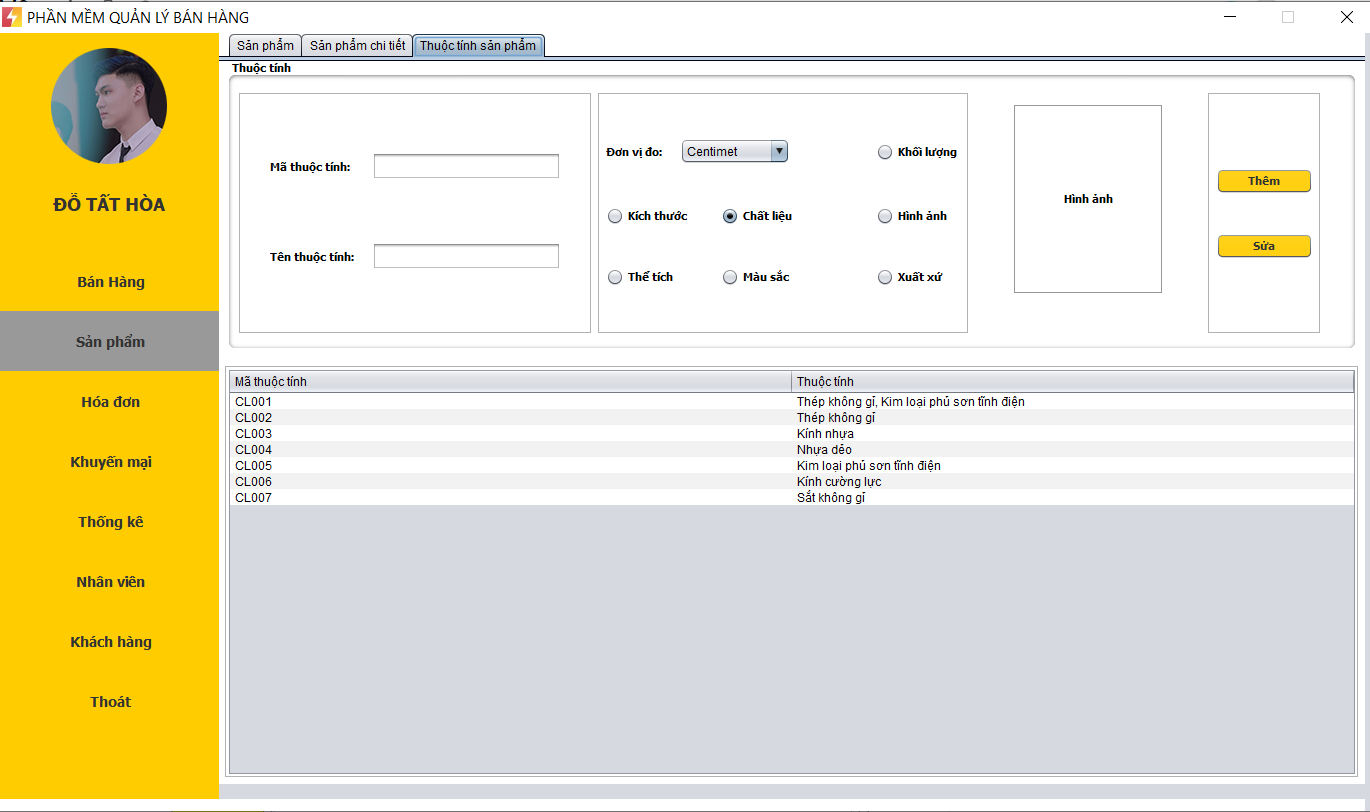 PHẦN MỀM QUẢN LÝ BÁN HÀNG
ĐỖ TẤT HÒA
Bán Hàng
Sản phẩm
Hóa đơn
Khuyến mại
Thống kê
Nhân viên
Khách hàng
Thoát
Sản phẩm Sản phẩm chi tiết Thuộc tính sản phẩm
Thuộc tính
Mã thuộc tính:
Tên thuộc tính:
Đơn vị đo: Centimet Khối lượng
Kích thước Chất liệu Hình ảnh
Thể tích Màu sắc Xuất xứ
Hình ảnh
Thêm
Sửa
Mã thuộc tính Thuộc tính
CL001 Thép không gỉ, Kim loại phủ sơn tĩnh điện
CL002 Thép không gỉ
CL003 Kính nhựa
CL004 Nhựa dẻo
CL005 Kim loại phủ sơn tĩnh điện
CL006 Kính cường lực
CL007 Sắt không gỉ